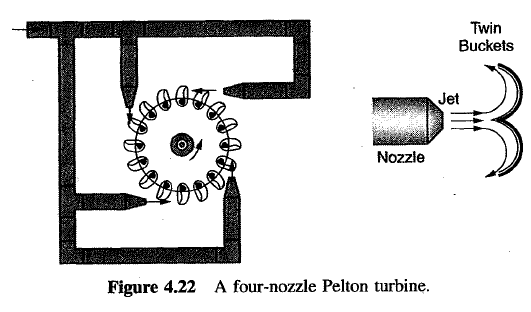 Twin
Buckets
Jet
Nozzle
Figure 4.22 A four-nozzle Pelton turbine.